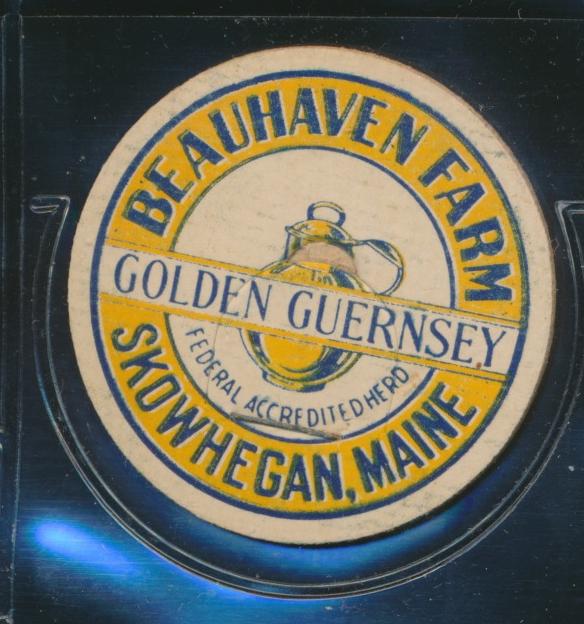 BEAUHAVEN FARM
GOLDEN GUERNSEY
FEDERAL ACCREDITED HERD
SKOWHEGAN, MAINE